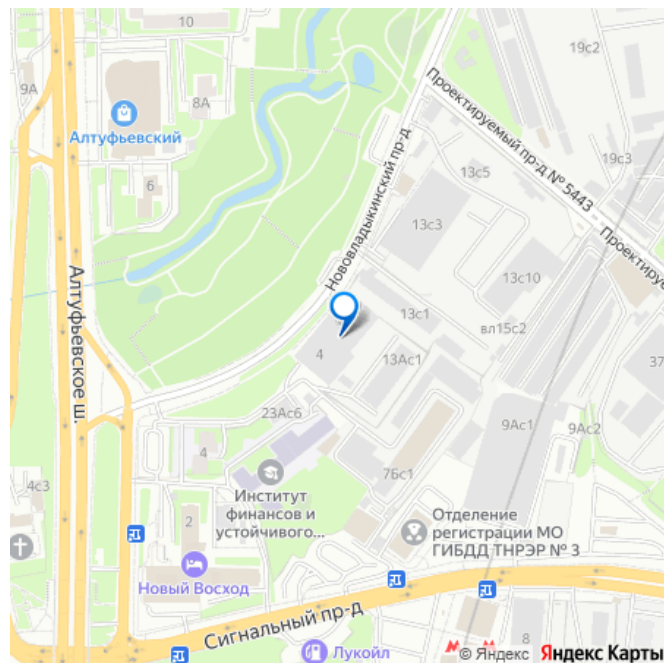 10
9А
8А
Алтуфьевский
6
19с2
Проектируемый пр-д № 5443
19с3
Проектируе
13с5
13с3
Нововладыкинский пр-д
13с10
13с1
вл15с2
Алтуфьевское ш.
4
13Ас1
37
23Ас6
9Ас1
9Ас2
4
7Бс1
4с3
Институт
финансов и
устойчивого...
2
Отделение
регистрации МО
ГИБДД ТНРЭР № 3
Новый Восход
Сигнальный пр-д
8
Лукойл
© Яндекс Яндекс Карты